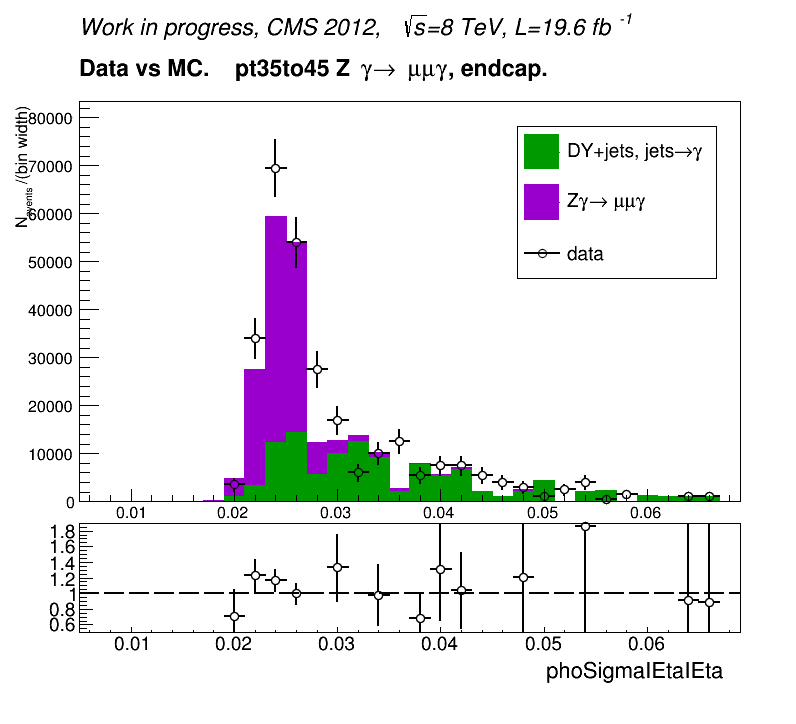 Work in progress, CMS 2012, √s=8 TeV, L=19.6 fb -1
Data vs MC. pt35to45 Z γ→ μμγ, endcap.
N events /(bin width)
80000
70000
60000
50000
40000
30000
20000
10000
0
DY+jets, jets→γ
Zγ→ μμγ
data
0.01 0.02 0.03 0.04 0.05 0.06
1.8
1.6
1.4
1.2
1
0.8
0.6
0.01 0.02 0.03 0.04 0.05 0.06
phoSigmaIEtaIEta